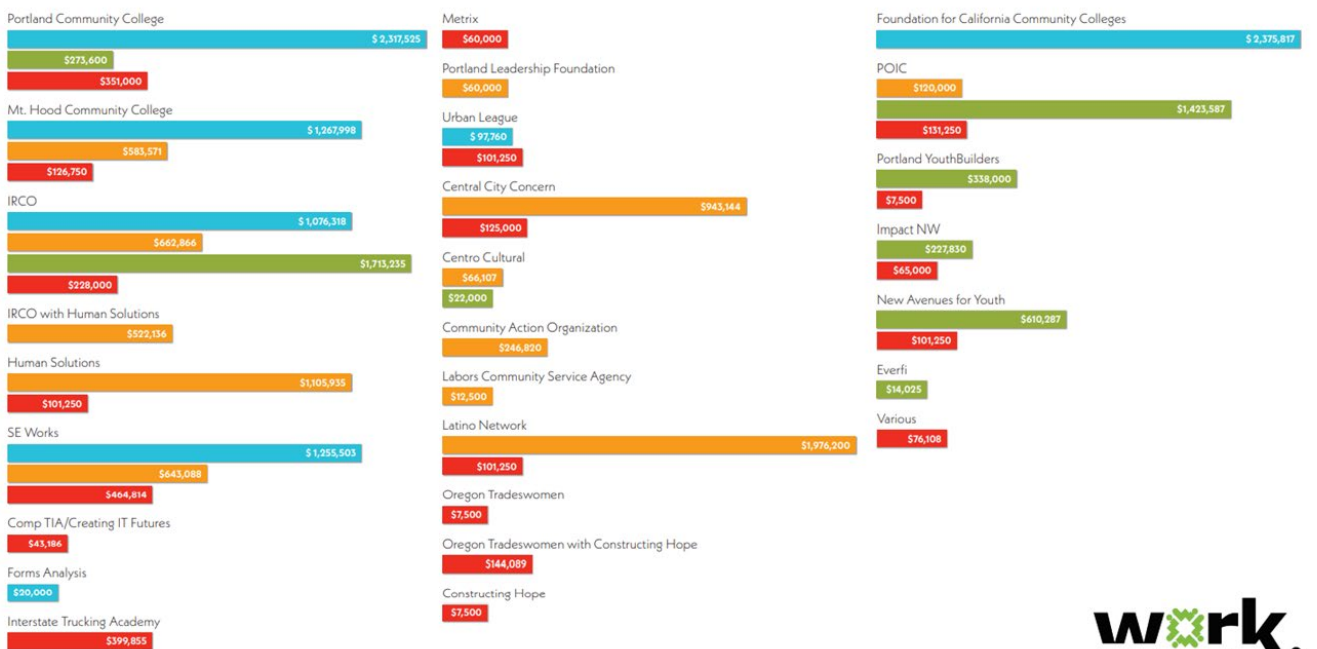 Portland Community College
$ 2,317,525
$273,600
$351,000
Mt. Hood Community College
$ 1,267,998
$583,571
$126,750
IRCO
$ 1,076,318
$662,866
$1,713,235
$228,000
IRCO with Human Solutions
$522,136
Human Solutions
$1,105,935
$101,250
SE Works
$ 1,255,503
$643,088
$464,814
Comp TIA/Creating IT Futures
$43,186
Forms Analysis
$20,000
Interstate Trucking Academy
$399,855
Metrix
$60,000
Portland Leadership Foundation
$60,000
Urban League
$ 97,760
$101,250
Central City Concern
$943,144
$125,000
Centro Cultural
$66,107
$22,000
Community Action Organization
$246,820
Labors Community Service Agency
$12,500
Latino Network
$1,976,200
$101,250
Oregon Tradeswomen
$7,500
Oregon Tradeswomen with Constructing Hope
$144,089
Constructing Hope
$7,500
Foundation for California Community Colleges
$ 2,375,817
POIC
$120,000
$1,423,587
$131,250
Portland YouthBuilders
$338,000
$7,500
Impact NW
$227,830
$65,000
New Avenues for Youth
$610,287
$101,250
Everfi
$14,025
Various
$76,108
work.